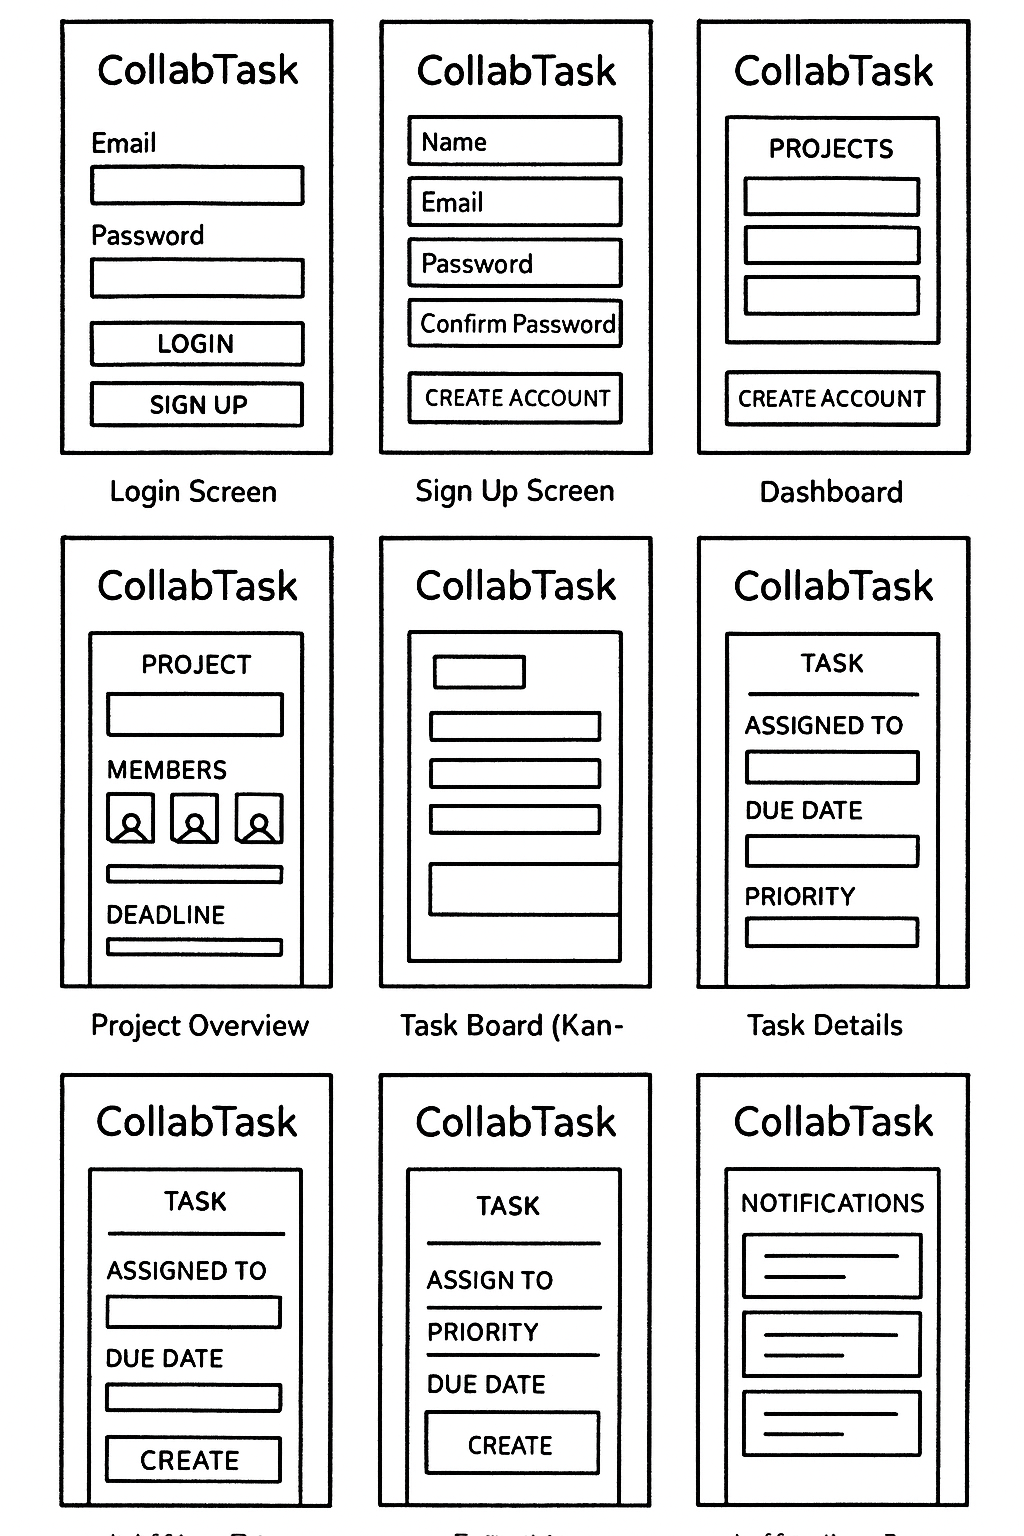 CollabTask
Email
Password
LOGIN
SIGN UP
Login Screen
CollabTask
Name
Email
Password
Confirm Password
CREATE ACCOUNT
Sign Up Screen
CollabTask
PROJECTS
CREATE ACCOUNT
Dashboard
CollabTask
PROJECT
MEMBERS
DEADLINE
Project Overview
CollabTask
Task Board (Kan-
CollabTask
TASK
ASSIGNED TO
DUE DATE
PRIORITY
Task Details
CollabTask
TASK
ASSIGNED TO
DUE DATE
CREATE
CollabTask
TASK
ASSIGN TO
PRIORITY
DUE DATE
CREATE
CollabTask
NOTIFICATIONS